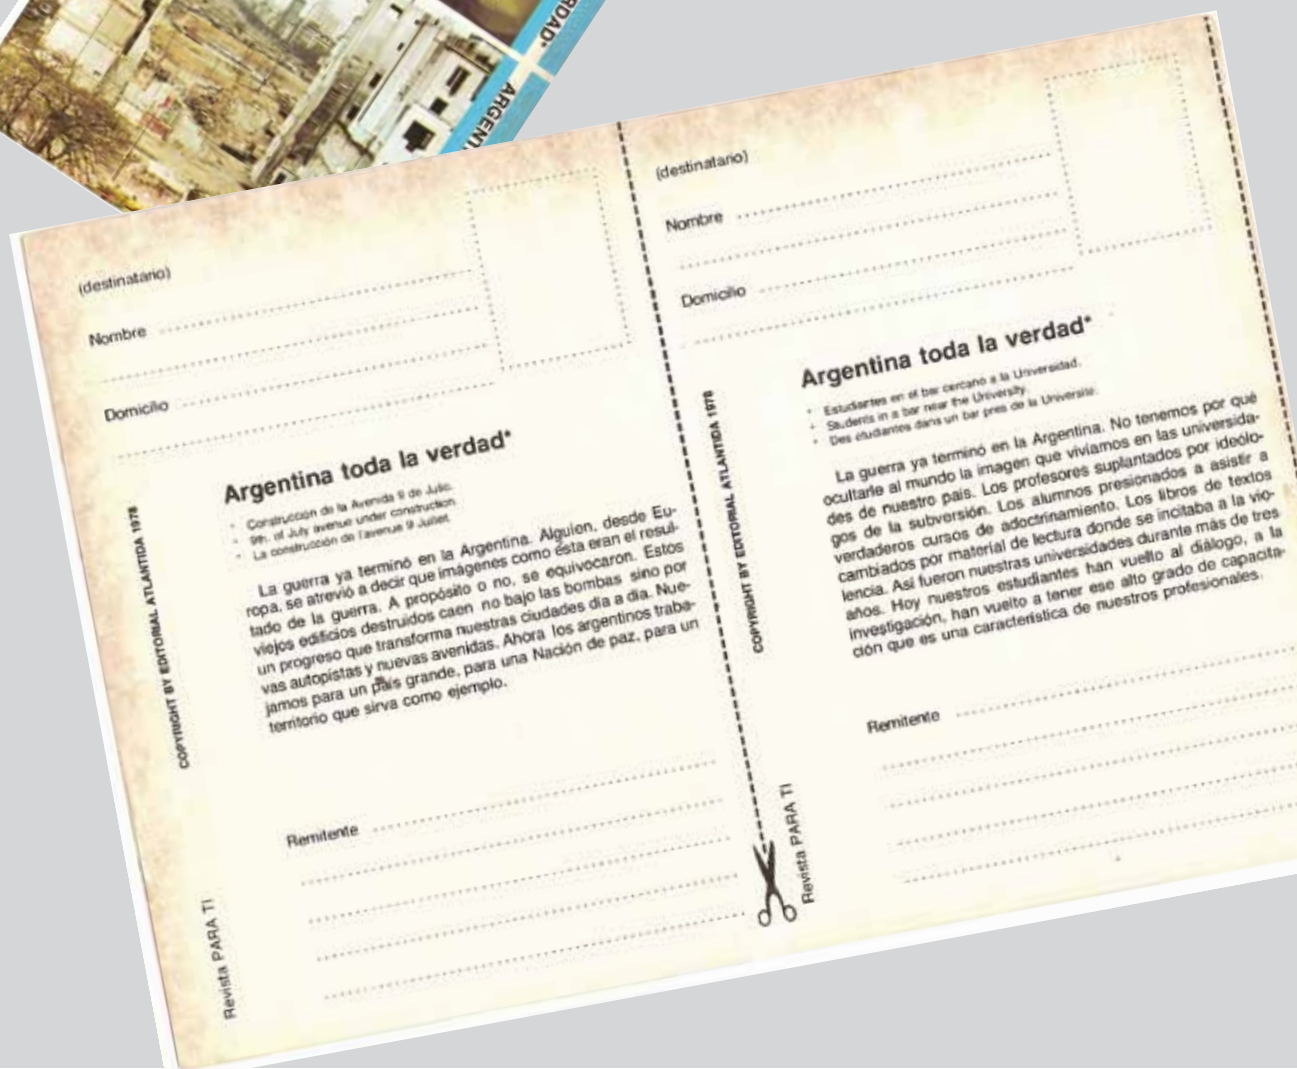 RDAD"
ARGENT
(destinatario)
Nombre
Domicilio
Argentina toda la verdad*
Construcción de la Avenida 9 de Julio.
9th. of July avenue under construction.
La construcción de l'avenue 9 Juillet.
La guerra ya terminó en la Argentina. Alguien, desde Eu-
ropa, se atrevió a decir que imágenes como ésta eran el resul-
tado de la guerra. A propósito o no, se equivocaron. Estos
viejos edificios destruidos caen no bajo las bombas sino por
un progreso que transforma nuestras ciudades día a día. Nue-
vas autopistas y nuevas avenidas. Ahora los argentinos traba-
jamos para un país grande, para una Nación de paz, para un
territorio que sirva como ejemplo.
Remitente
COPYRIGHT BY EDITORIAL ATLANTIDA 1978
Revista PARA TI
(destinatario)
Nombre
Domicilio
Argentina toda la verdad*
Estudiantes en el bar cercano a la Universidad.
Students in a bar near the University.
Des etudiantes dans un bar pres de la Université.
La guerra ya terminó en la Argentina. No tenemos por qué
ocultarle al mundo la imagen que vivíamos en las universida-
des de nuestro país. Los profesores suplantados por ideólo-
gos de la subversión. Los alumnos presionados a asistir a
verdaderos cursos de adoctrinamiento. Los libros de textos
cambiados por material de lectura donde se incitaba a la vio-
lencia. Así fueron nuestras universidades durante más de tres
años. Hoy nuestros estudiantes han vuelto al diálogo, a la
investigación, han vuelto a tener ese alto grado de capacita-
ción que es una característica de nuestros profesionales.
Remitente
COPYRIGHT BY EDITORIAL ATLANTIDA 1978
Revista PARA TI